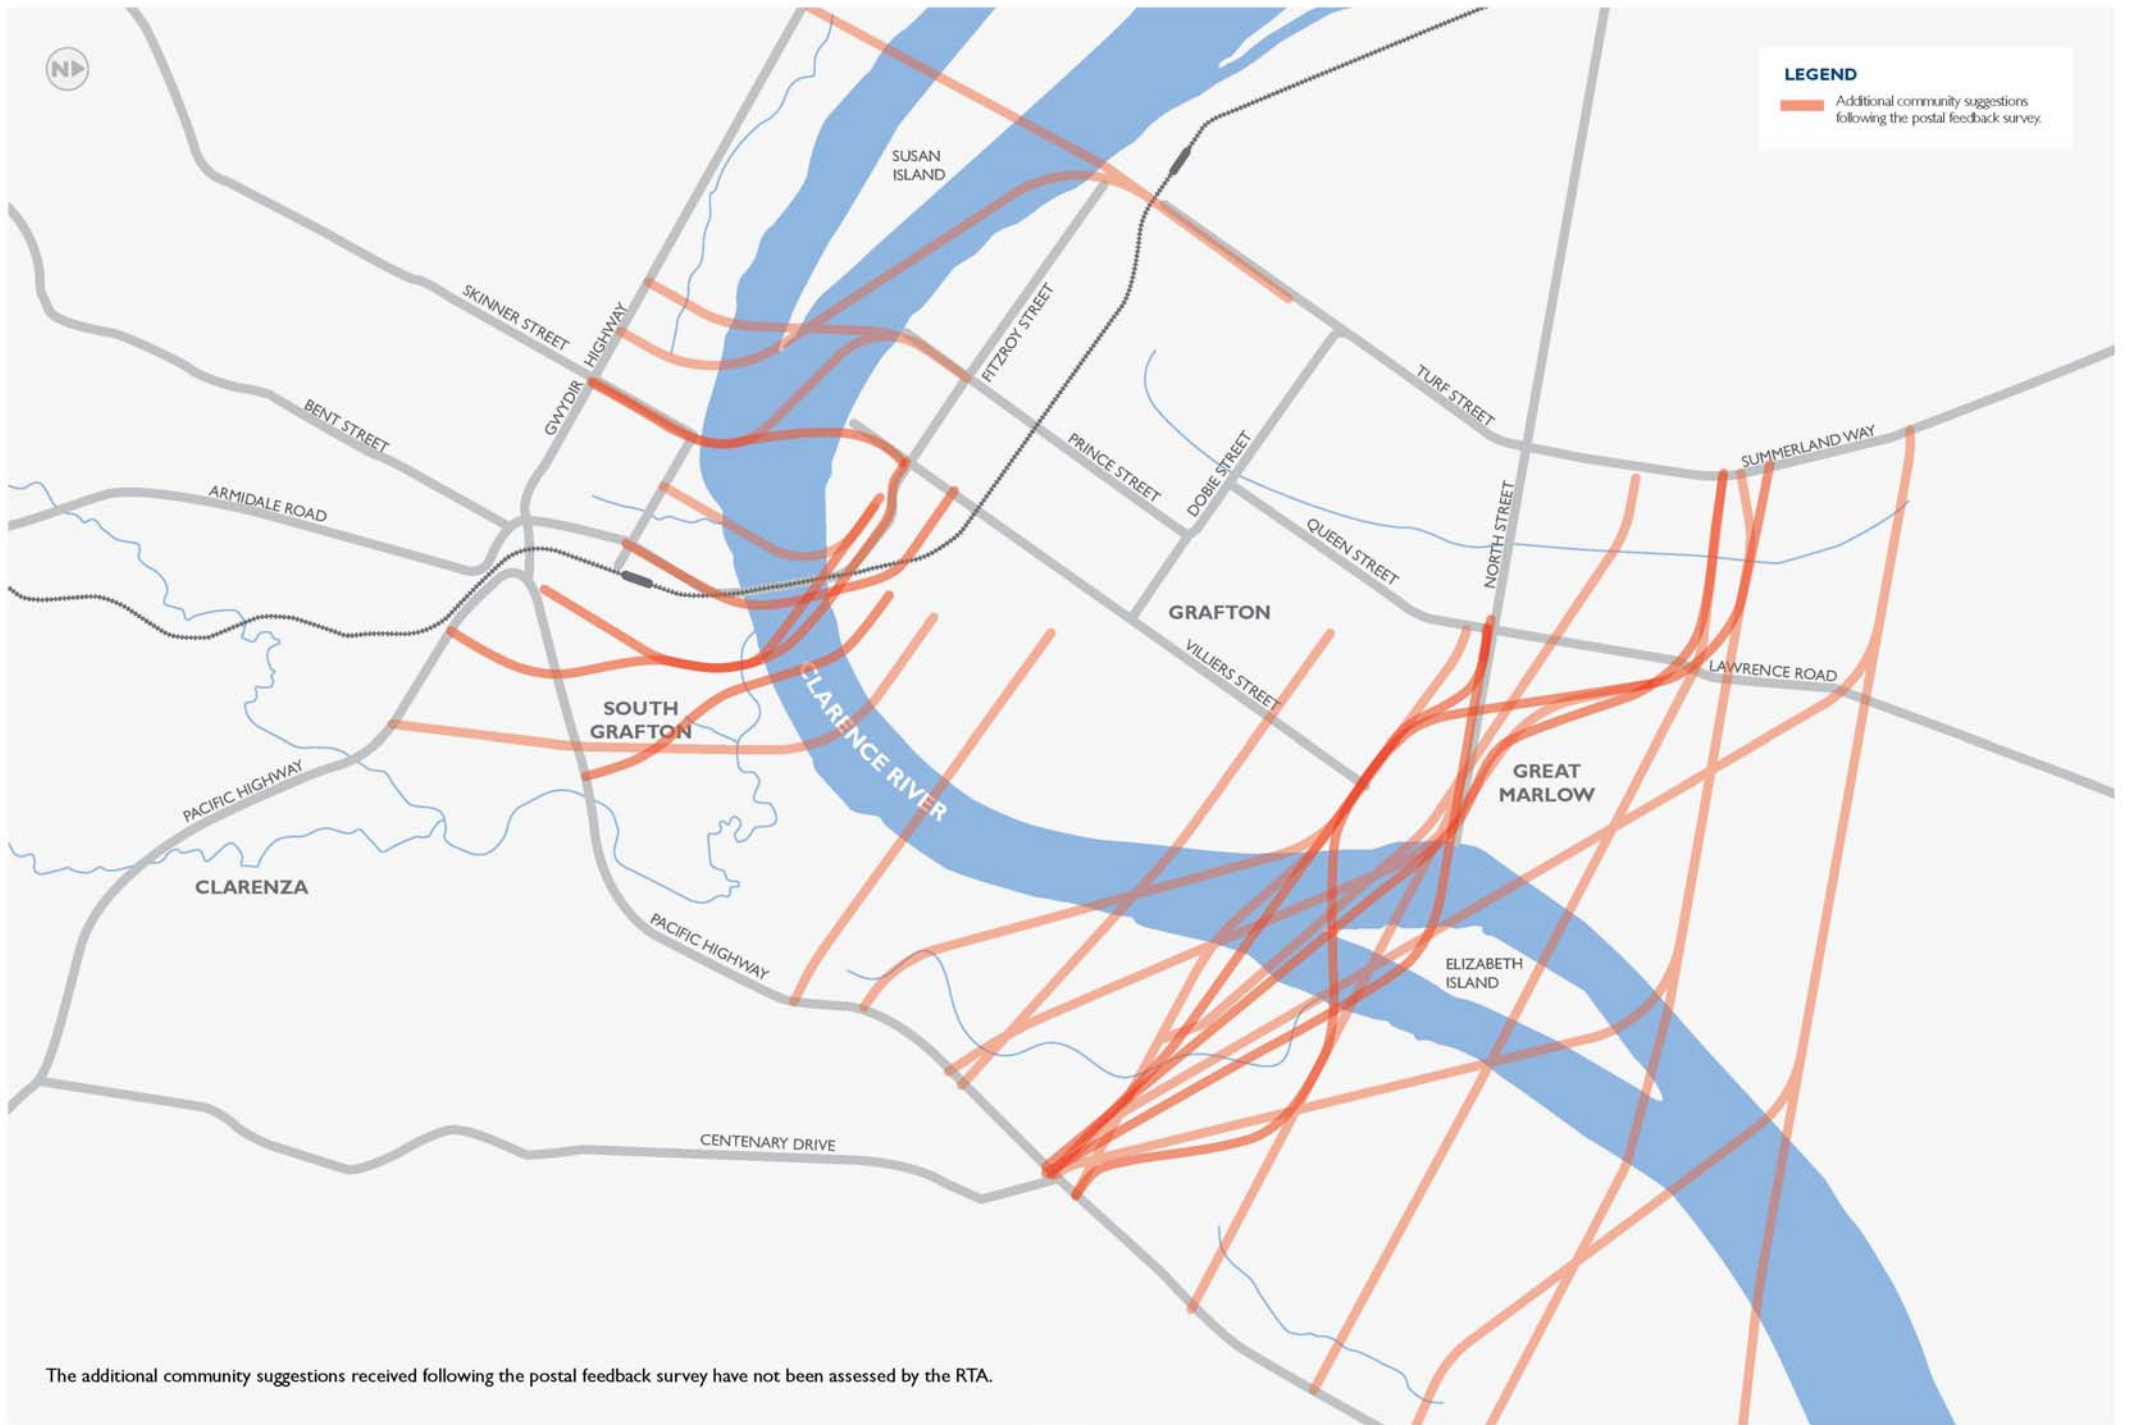 N
LEGEND
Additional community suggestions
following the postal feedback survey.
SUSAN
ISLAND
SKINNER STREET
GWYDIR HIGHWAY
FITZROY STREET
BENT STREET
ARMIDALE ROAD
TURF STREET
SUMMERLAND WAY
PRINCE STREET
DOBIE STREET
QUEEN STREET
NORTH STREET
GRAFTON
VILLIERS STREET
LAWRENCE ROAD
SOUTH
GRAFTON
CLARENCE RIVER
GREAT
MARLOW
PACIFIC HIGHWAY
CLARENZA
PACIFIC HIGHWAY
ELIZABETH
ISLAND
CENTENARY DRIVE
The additional community suggestions received following the postal feedback survey have not been assessed by the RTA.